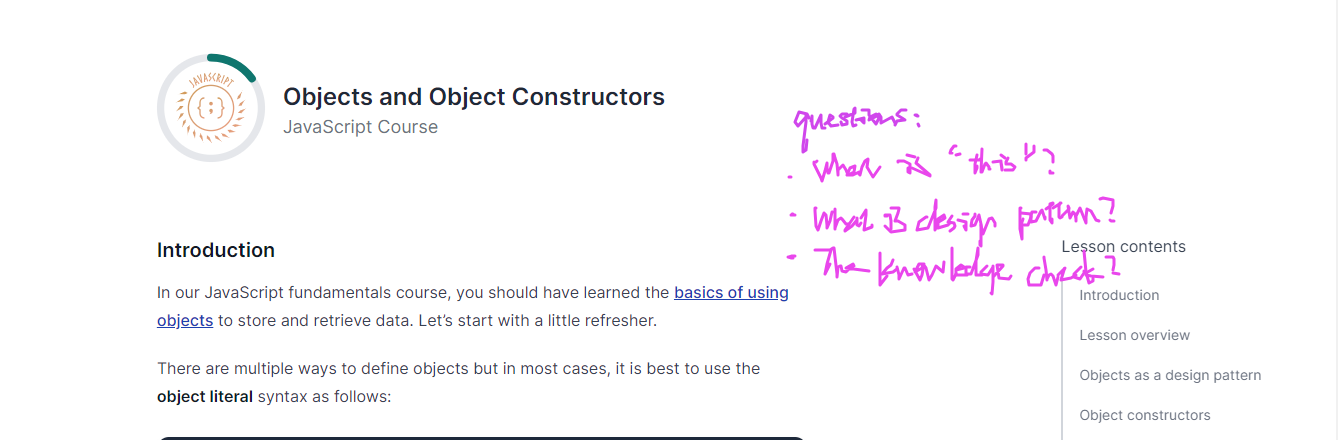 JAVASCRIPT
{;}
Objects and Object Constructors
JavaScript Course
questions:
· what is "this"?
· What is design pattern?
· The knowledge check?
Introduction
In our JavaScript fundamentals course, you should have learned the basics of using
objects to store and retrieve data. Let’s start with a little refresher.
There are multiple ways to define objects but in most cases, it is best to use the
object literal syntax as follows:
Lesson contents
Introduction
Lesson overview
Objects as a design pattern
Object constructors